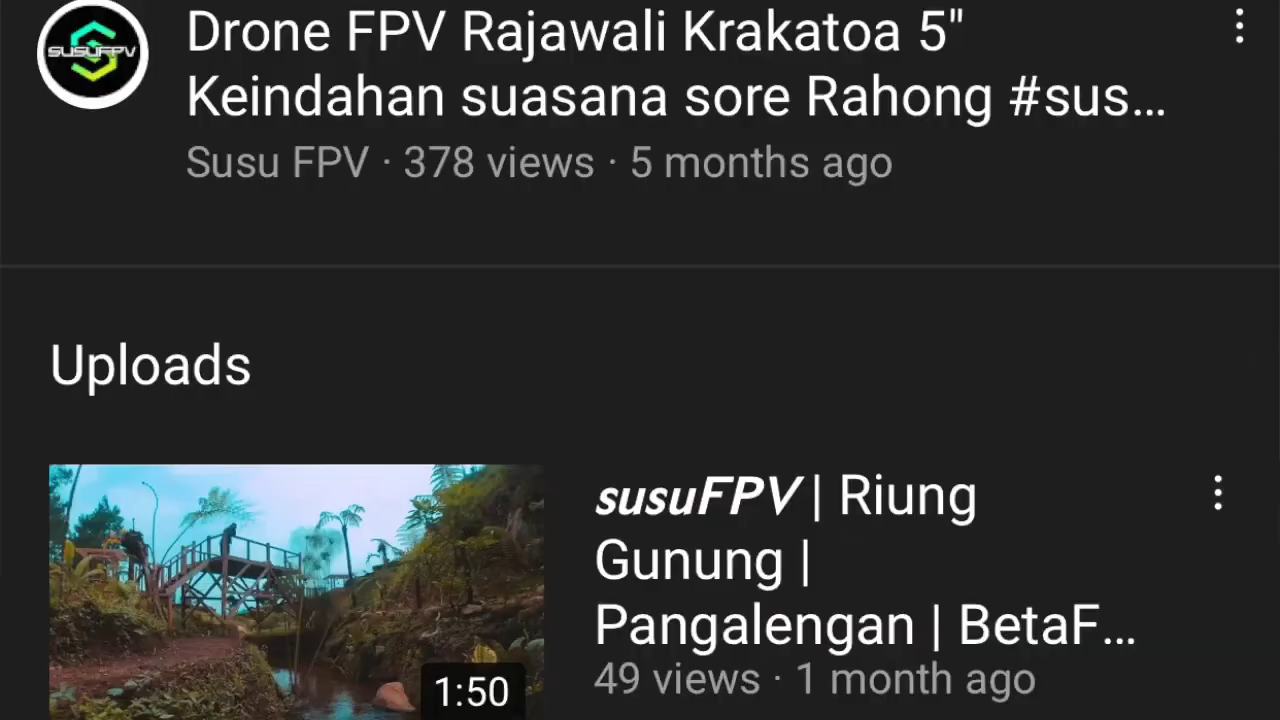 SUSUFPV
Drone FPV Rajawali Krakatoa 5"
Keindahan suasana sore Rahong #sus...
Susu FPV · 378 views · 5 months ago
Uploads
susuFPV | Riung
Gunung |
Pangalengan | BetaF...
49 views · 1 month ago
1:50